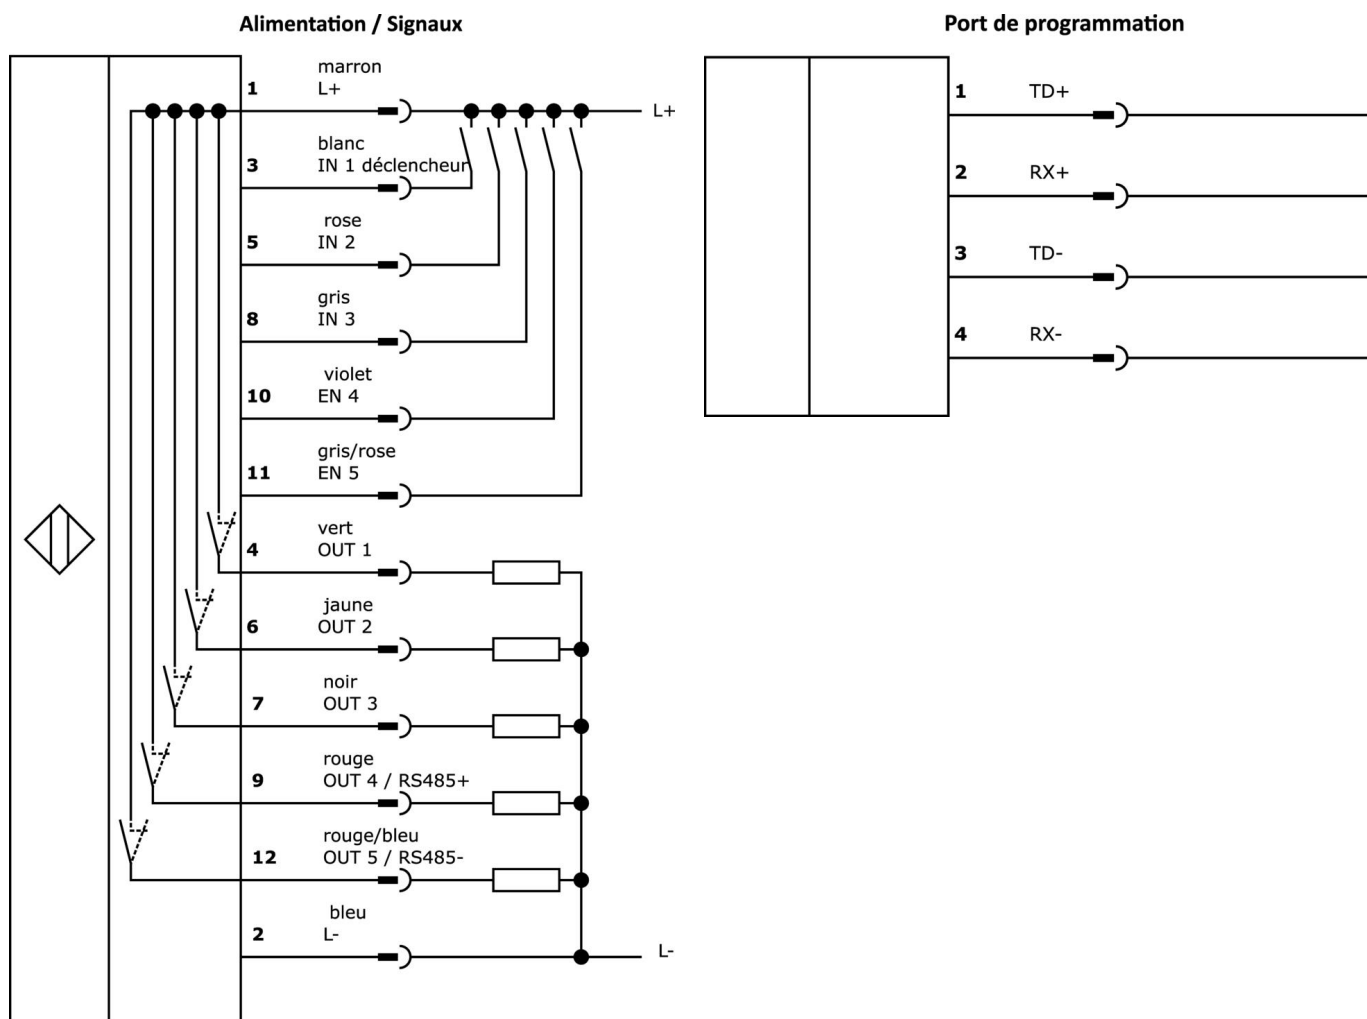 Alimentation / Signaux
marron
1 L+
L+
blanc
3 IN 1 déclencheur
rose
5 IN 2
gris
8 IN 3
violet
10 EN 4
gris/rose
11 EN 5
vert
4 OUT 1
jaune
6 OUT 2
noir
7 OUT 3
rouge
9 OUT 4 / RS485+
rouge/bleu
12 OUT 5 / RS485-
bleu
2 L-
L-
Port de programmation
1 TD+
2 RX+
3 TD-
4 RX-